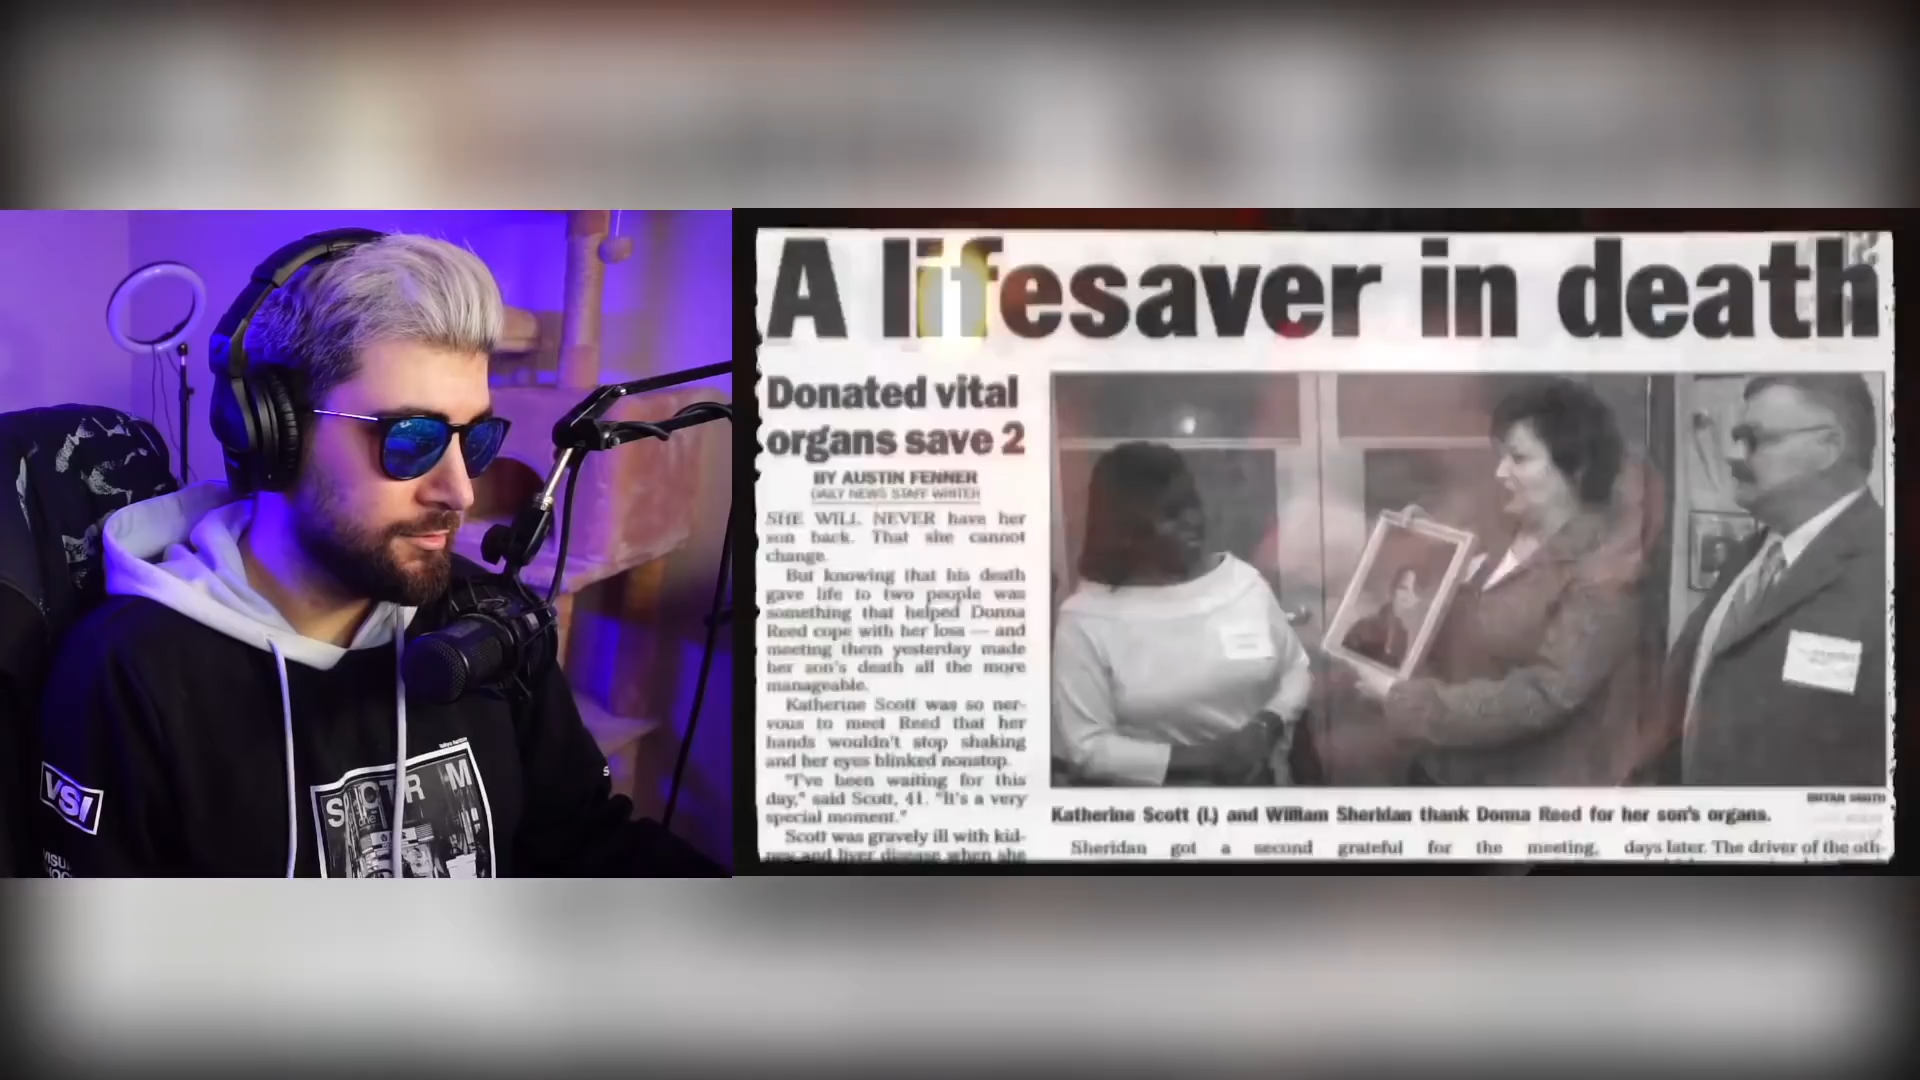 A lifesaver in death
Donated vital
organs save 2
BY AUSTIN FENNER
DAILY NEWS STAFF WRITER
SHE WILL NEVER have her
son back. That she cannot
change.
But knowing that his death
gave life to two people was
something that helped Donna
Reed cope with her loss — and
meeting them yesterday made
her son's death all the more
manageable.
Katherine Scott was so ner-
vous to meet Reed that her
hands wouldn't stop shaking
and her eyes blinked nonstop.
"I've been waiting for this
day," said Scott, 41. "It's a very
special moment."
Scott was gravely ill with kid-
ney and liver disease when she
Katherine Scott (l.) and William Sheridan thank Donna Reed for her son's organs.
Sheridan got a second
grateful for the meeting,
days later. The driver of the oth-
VSI